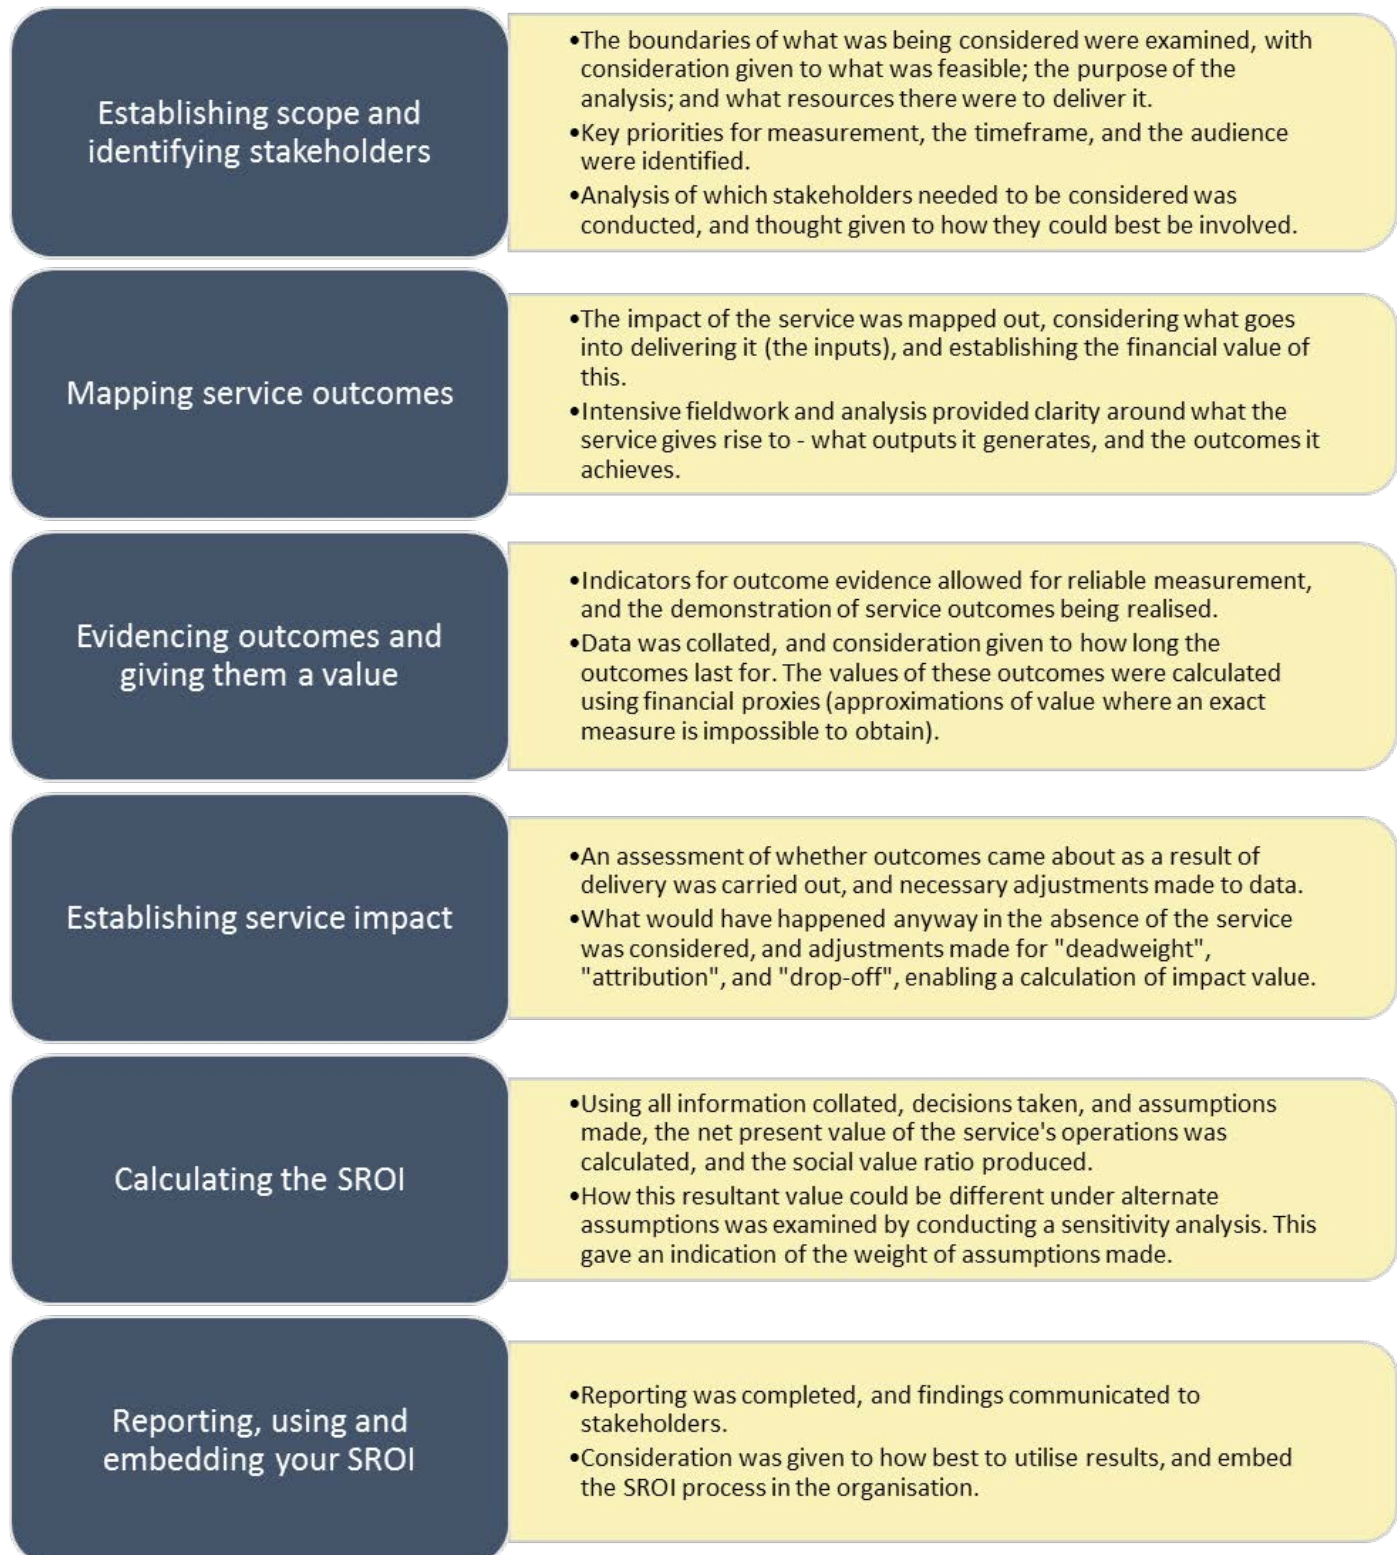 Establishing scope and
identifying stakeholders
•The boundaries of what was being considered were examined, with
consideration given to what was feasible; the purpose of the
analysis; and what resources there were to deliver it.
•Key priorities for measurement, the timeframe, and the audience
were identified.
•Analysis of which stakeholders needed to be considered was
conducted, and thought given to how they could best be involved.
Mapping service outcomes
•The impact of the service was mapped out, considering what goes
into delivering it (the inputs), and establishing the financial value of
this.
•Intensive fieldwork and analysis provided clarity around what the
service gives rise to - what outputs it generates, and the outcomes it
achieves.
Evidencing outcomes and
giving them a value
•Indicators for outcome evidence allowed for reliable measurement,
and the demonstration of service outcomes being realised.
•Data was collated, and consideration given to how long the
outcomes last for. The values of these outcomes were calculated
using financial proxies (approximations of value where an exact
measure is impossible to obtain).
Establishing service impact
•An assessment of whether outcomes came about as a result of
delivery was carried out, and necessary adjustments made to data.
•What would have happened anyway in the absence of the service
was considered, and adjustments made for "deadweight",
"attribution", and "drop-off", enabling a calculation of impact value.
Calculating the SROI
•Using all information collated, decisions taken, and assumptions
made, the net present value of the service's operations was
calculated, and the social value ratio produced.
•How this resultant value could be different under alternate
assumptions was examined by conducting a sensitivity analysis. This
gave an indication of the weight of assumptions made.
Reporting, using and
embedding your SROI
•Reporting was completed, and findings communicated to
stakeholders.
•Consideration was given to how best to utilise results, and embed
the SROI process in the organisation.